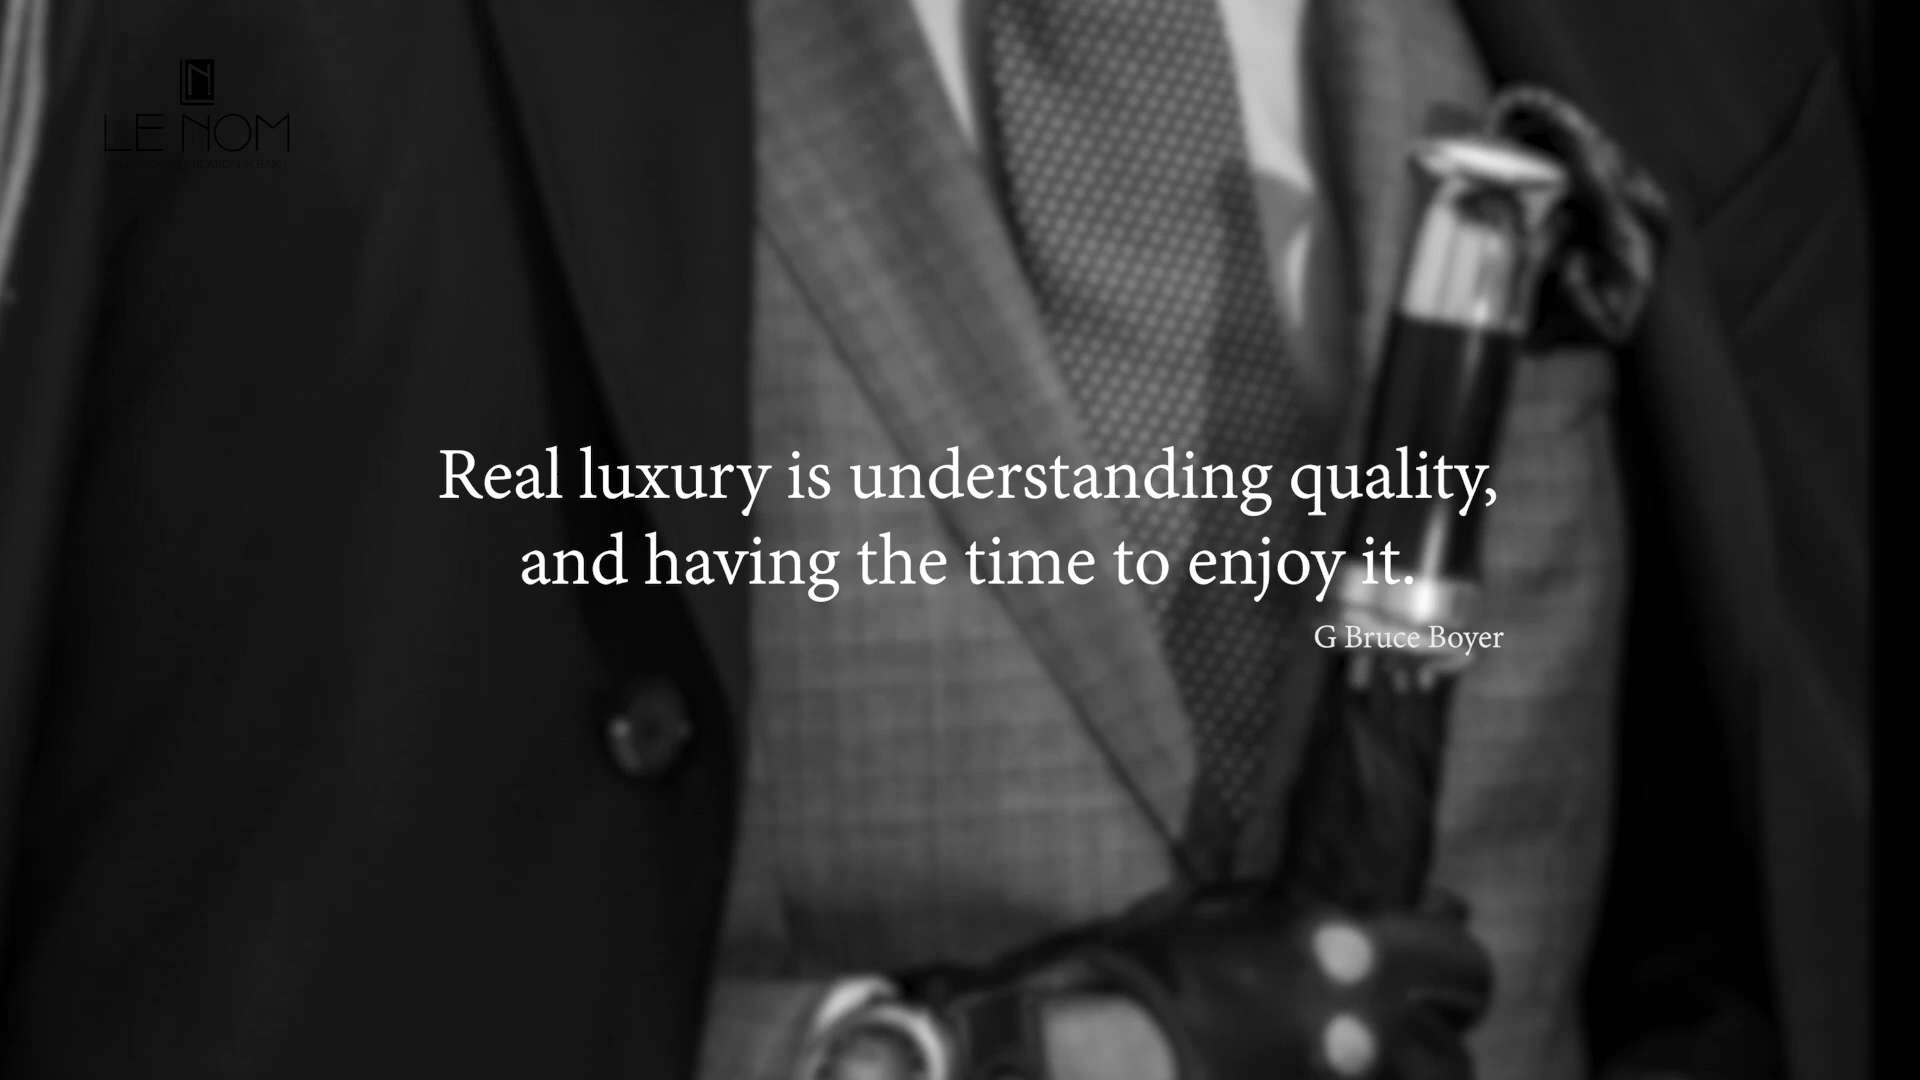 LE NOM
Real luxury is understanding quality,
and having the time to enjoy it.
G Bruce Boyer